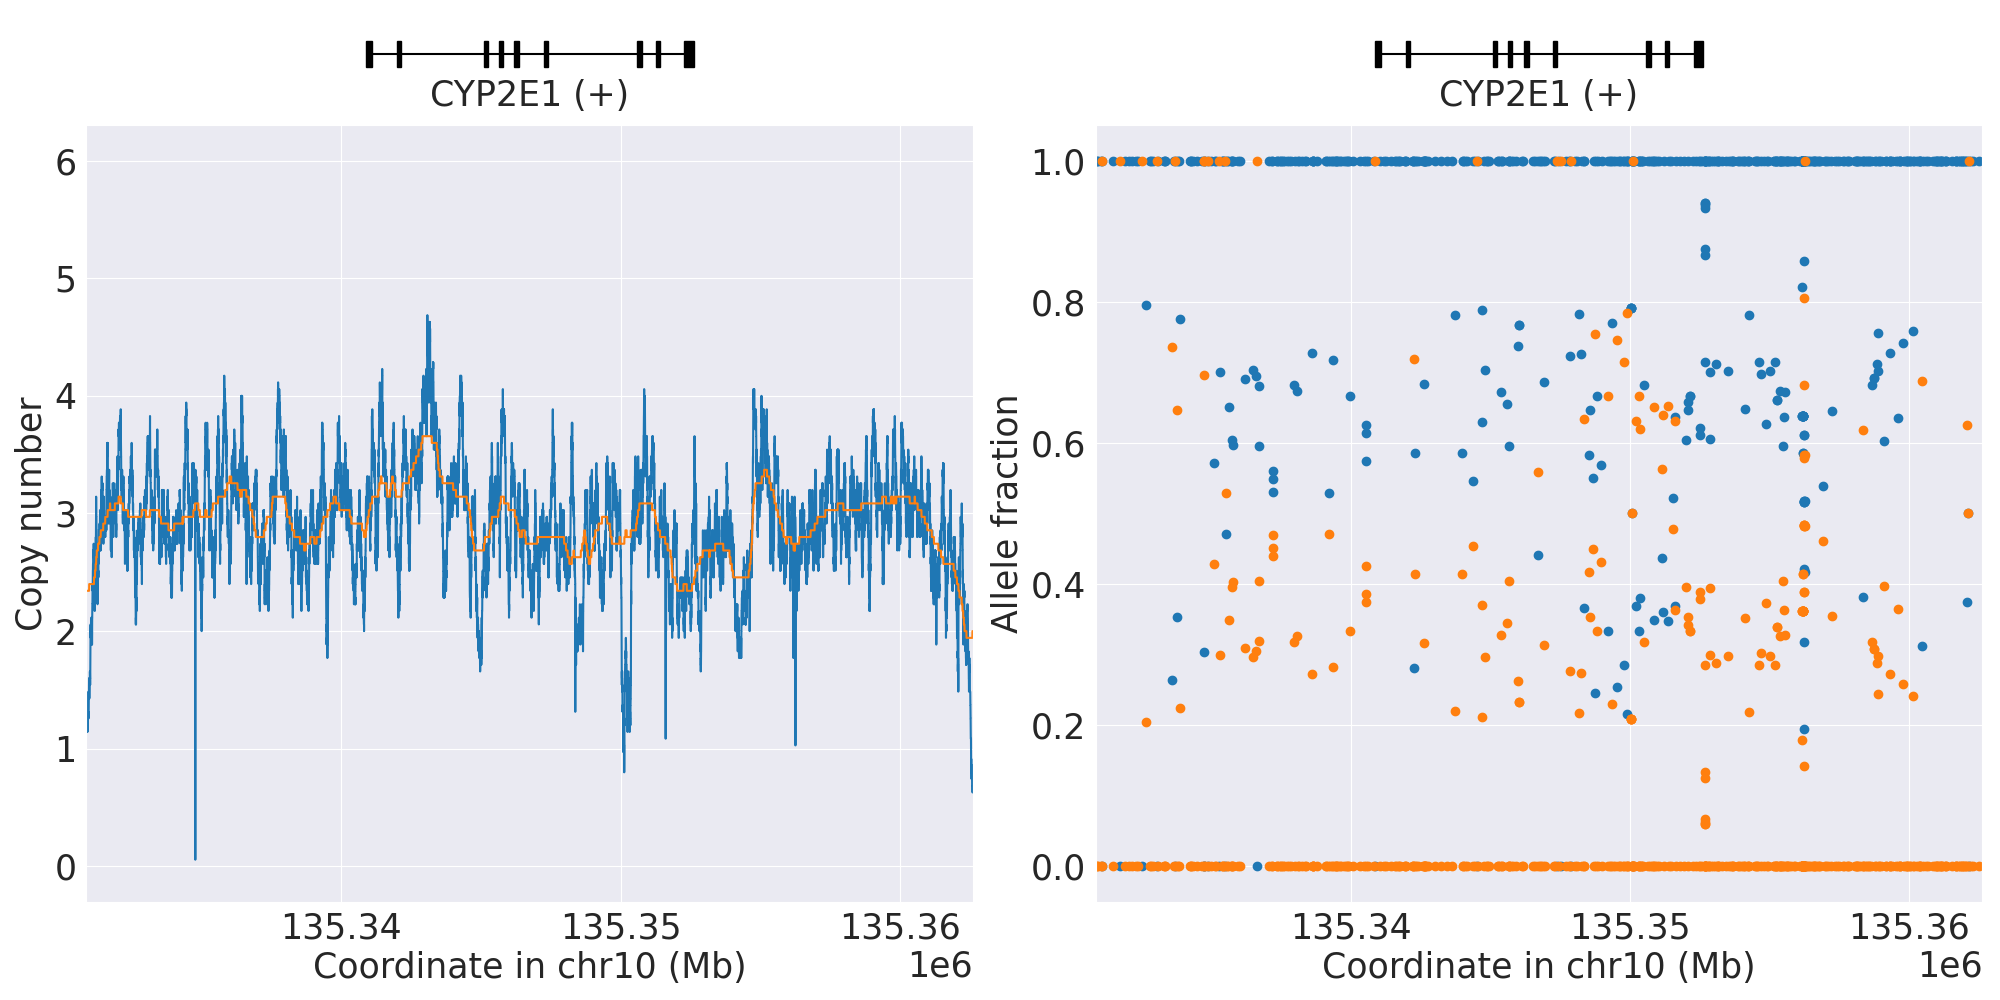 CYP2E1 (+)
6
5
4
3
2
1
0
Copy number
135.34 135.35 135.36
Coordinate in chr10 (Mb)
1e6
CYP2E1 (+)
1.0
0.8
0.6
0.4
0.2
0.0
Allele fraction
135.34 135.35 135.36
Coordinate in chr10 (Mb)
1e6